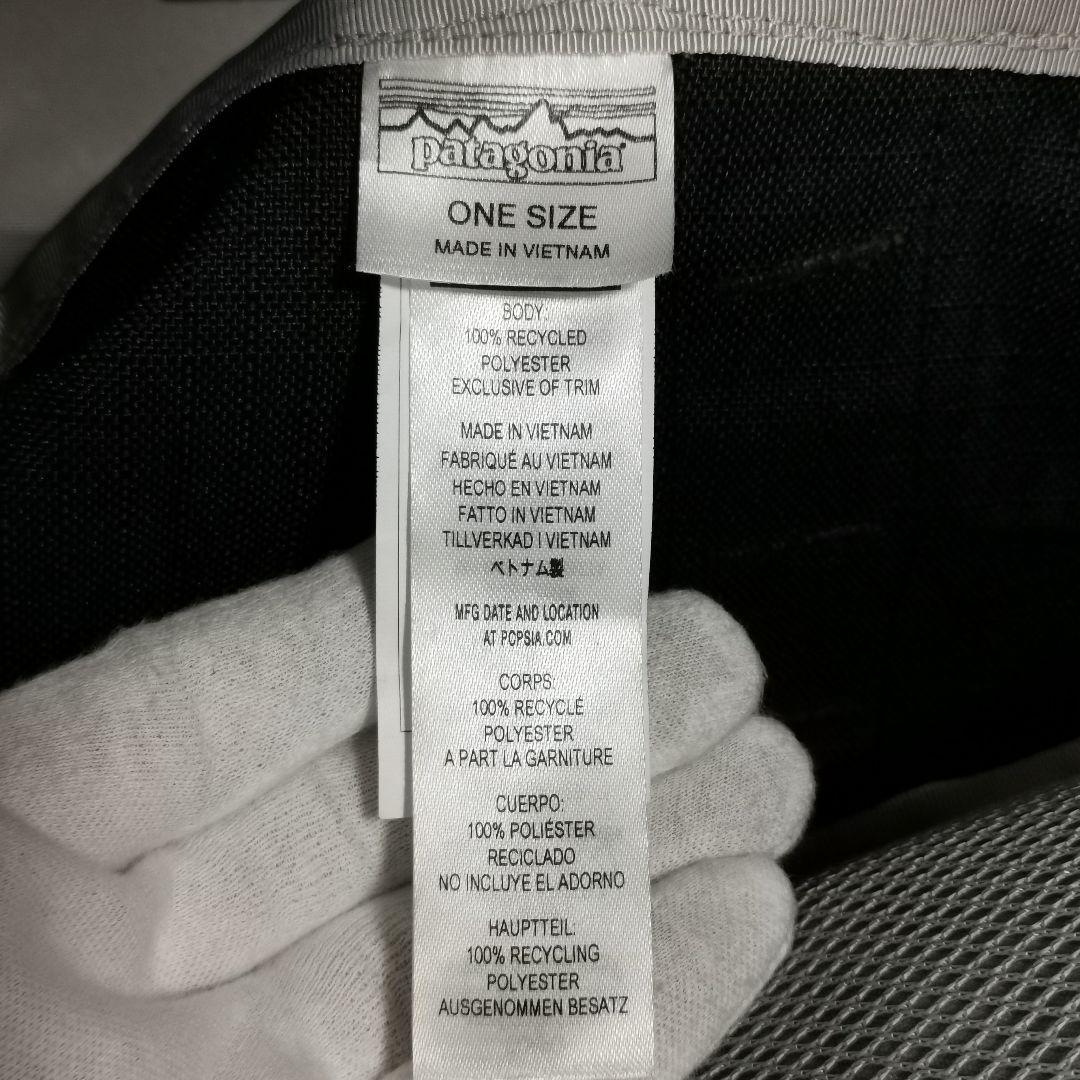 patagonia
ONE SIZE
MADE IN VIETNAM
BODY:
100% RECYCLED
POLYESTER
EXCLUSIVE OF TRIM
MADE IN VIETNAM
FABRIQUÉ AU VIETNAM
HECHO EN VIETNAM
FATTO IN VIETNAM
TILLVERKAD I VIETNAM
ベトナム製
MFG DATE AND LOCATION
AT PCPSIA.COM
CORPS:
100% RECYCLÉ
POLYESTER
A PART LA GARNITURE
CUERPO:
100% POLIÉSTER
RECICLADO
NO INCLUYE EL ADORNO
HAUPTTEIL:
100% RECYCLING
POLYESTER
AUSGENOMMEN BESATZ